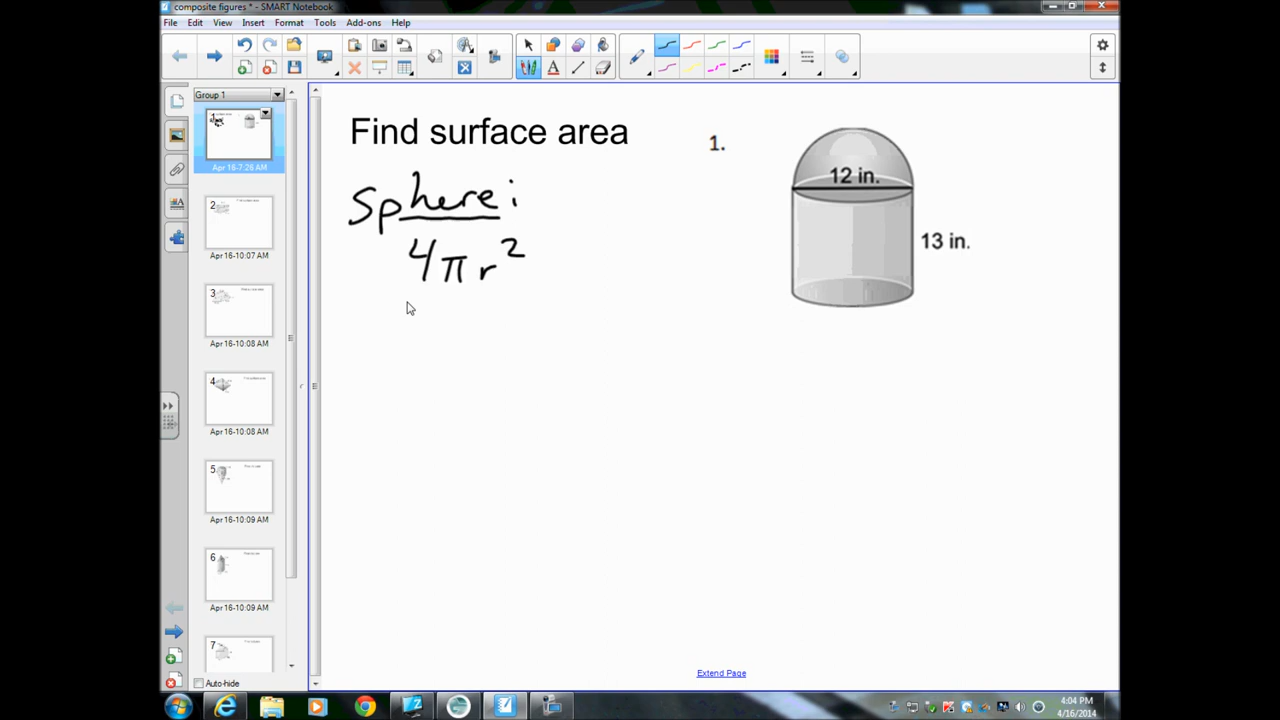 composite figures * - SMART Notebook
File Edit View Insert Format Tools Add-ons Help
Group 1
1
Apr 16-7:26 AM
2
Apr 16-10:07 AM
3
Apr 16-10:08 AM
4
Apr 16-10:08 AM
5
Apr 16-10:09 AM
6
Apr 16-10:09 AM
7
Auto-hide
Find surface area
Sphere:
4πr²
1.
12 in.
13 in.
Extend Page
4:04 PM
4/16/2014